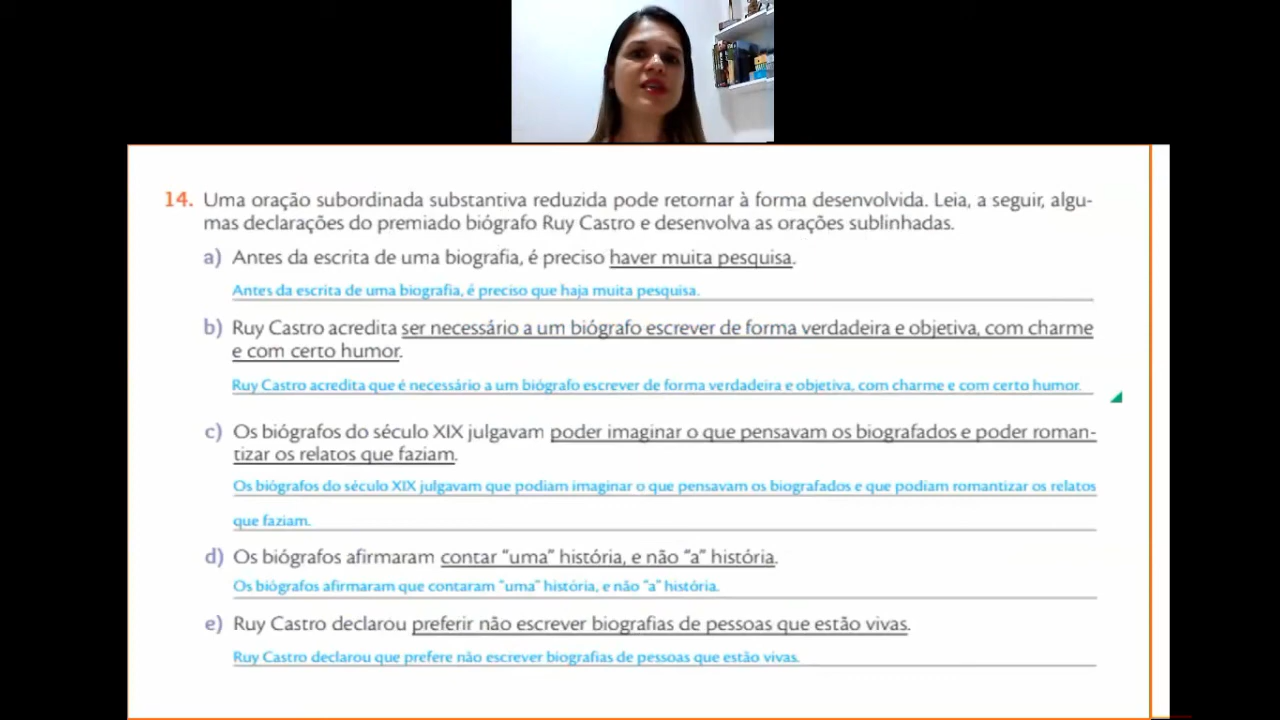 14. Uma oração subordinada substantiva reduzida pode retornar à forma desenvolvida. Leia, a seguir, algu-
mas declarações do premiado biógrafo Ruy Castro e desenvolva as orações sublinhadas.
a) Antes da escrita de uma biografia, é preciso haver muita pesquisa.
Antes da escrita de uma biografia, é preciso que haja muita pesquisa.
b) Ruy Castro acredita ser necessário a um biógrafo escrever de forma verdadeira e objetiva, com charme
e com certo humor.
Ruy Castro acredita que é necessário a um biógrafo escrever de forma verdadeira e objetiva, com charme e com certo humor.
c) Os biógrafos do século XIX julgavam poder imaginar o que pensavam os biografados e poder roman-
tizar os relatos que faziam.
Os biógrafos do século XIX julgavam que podiam imaginar o que pensavam os biografados e que podiam romantizar os relatos
que faziam.
d) Os biógrafos afirmaram contar "uma" história, e não "a" história.
Os biógrafos afirmaram que contaram "uma" história, e não "a" história.
e) Ruy Castro declarou preferir não escrever biografias de pessoas que estão vivas.
Ruy Castro declarou que prefere não escrever biografias de pessoas que estão vivas.